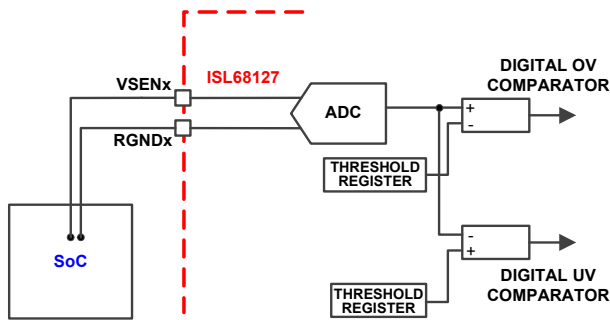 VSENx
ISL68127
RGNDx
ADC
DIGITAL OV
COMPARATOR
+
-
THRESHOLD
REGISTER
SoC
-
+
THRESHOLD
REGISTER
DIGITAL UV
COMPARATOR